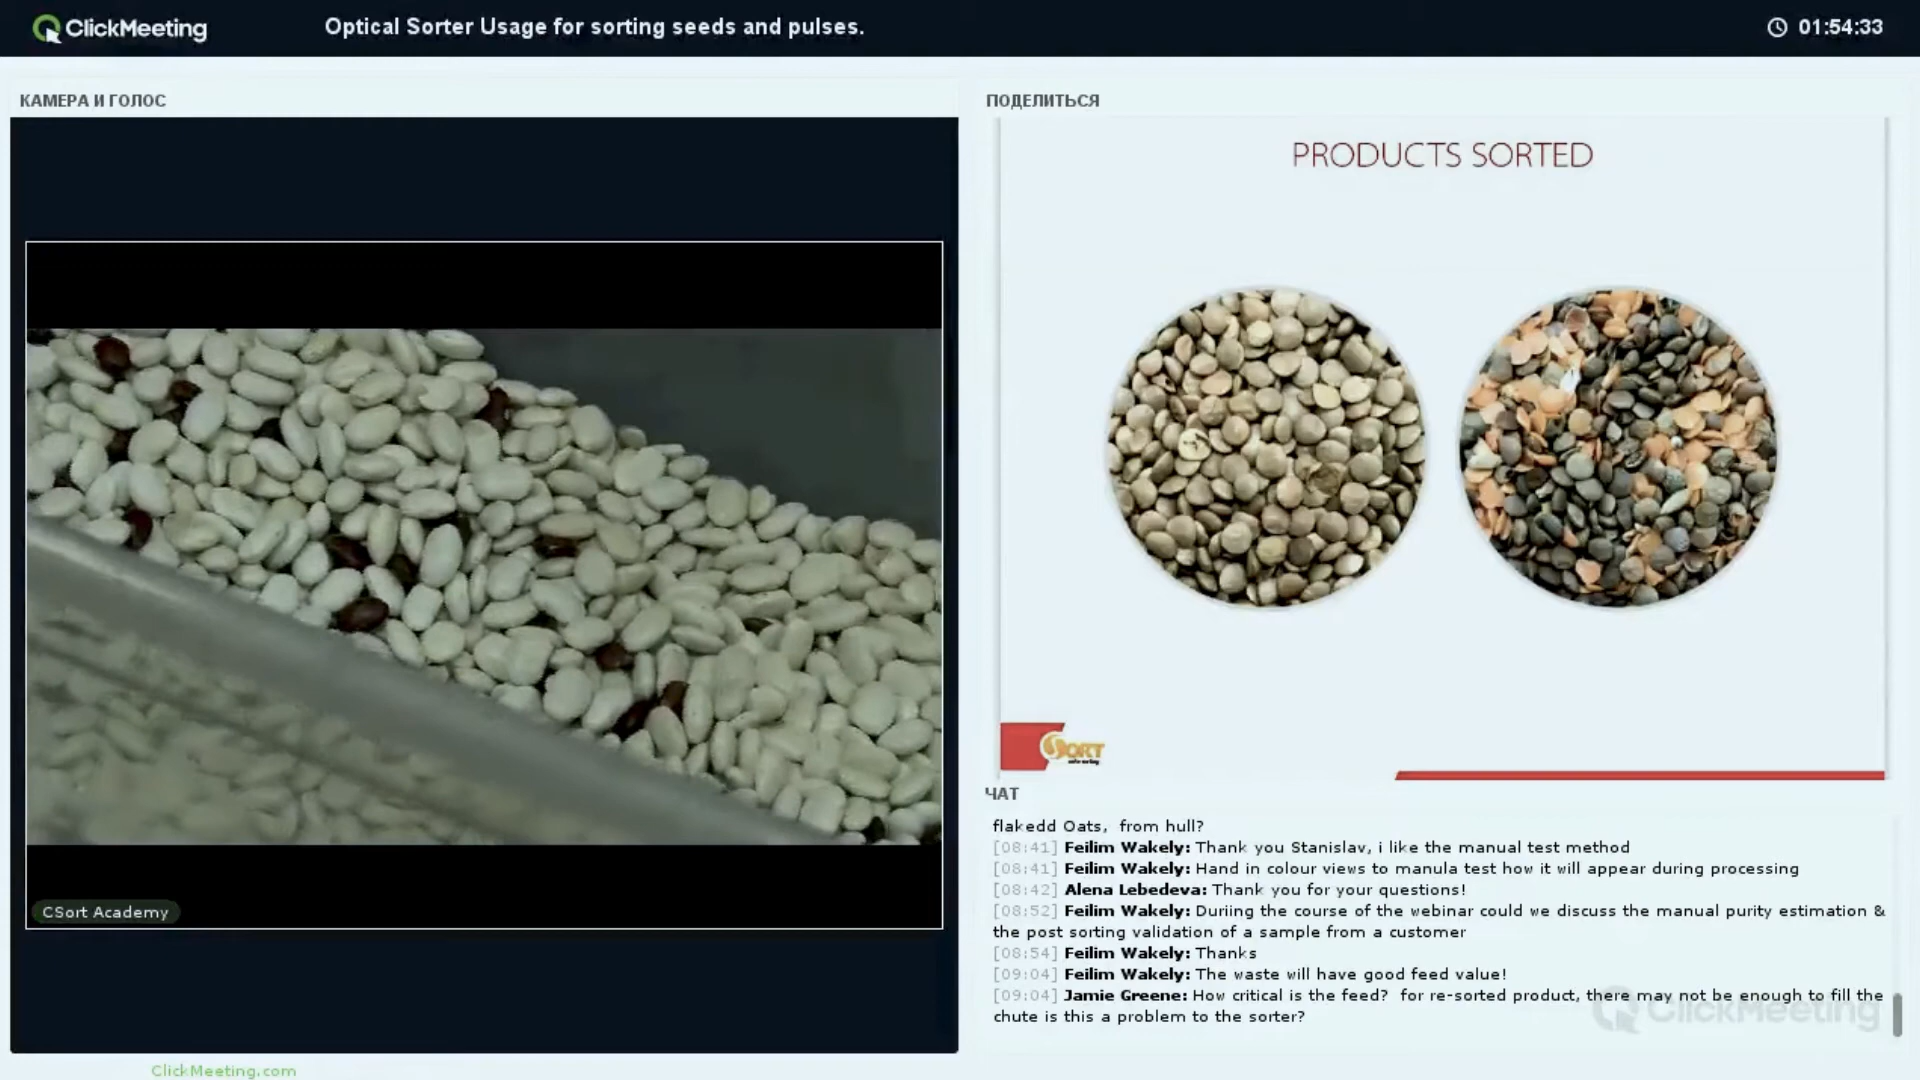 ClickMeeting
Optical Sorter Usage for sorting seeds and pulses.
01:54:33
КАМЕРА И ГОЛОС
ПОДЕЛИТЬСЯ
PRODUCTS SORTED
CSort Academy
ЧАТ
flakedd Oats, from hull?
[08:41] Feilim Wakely: Thank you Stanislav, i like the manual test method
[08:41] Feilim Wakely: Hand in colour views to manula test how it will appear during processing
[08:42] Alena Lebedeva: Thank you for your questions!
[08:52] Feilim Wakely: Duriing the course of the webinar could we discuss the manual purity estimation &
the post sorting validation of a sample from a customer
[08:54] Feilim Wakely: Thanks
[09:04] Feilim Wakely: The waste will have good feed value!
[09:04] Jamie Greene: How critical is the feed? for re-sorted product, there may not be enough to fill the
chute is this a problem to the sorter?
ClickMeeting
ClickMeeting.com